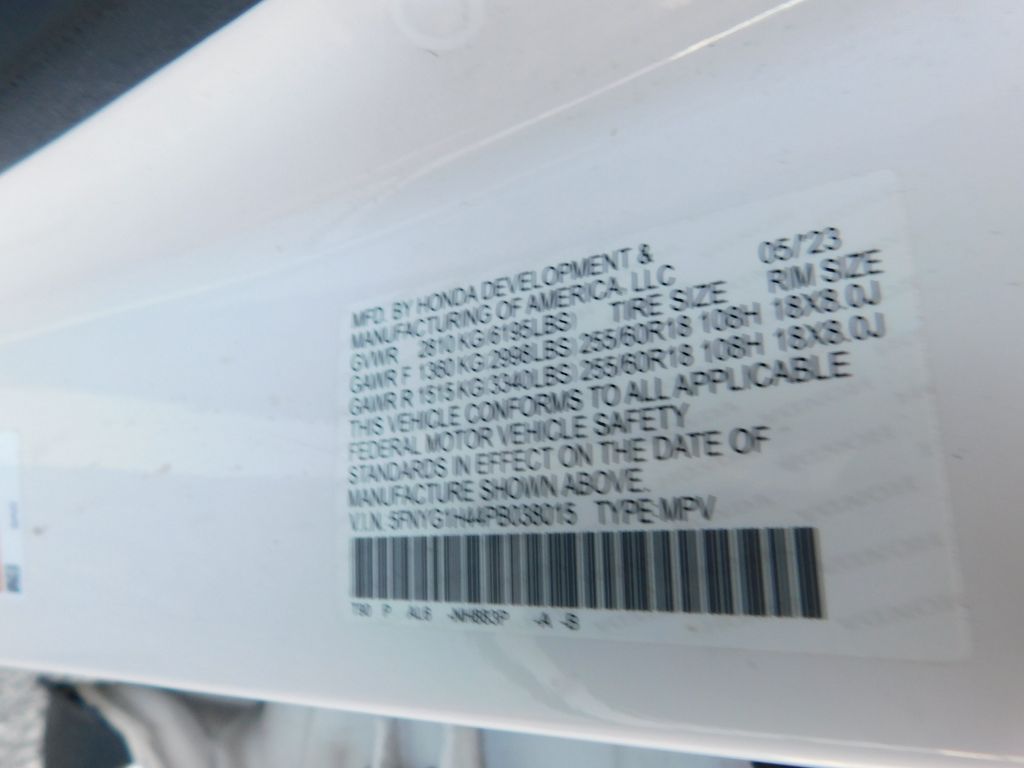 MFD. BY HONDA DEVELOPMENT & 05/'23
MANUFACTURING OF AMERICA, LLC
GVWR 2810 KG(6195LBS) TIRE SIZE RIM SIZE
GAWR F 1360 KG(2998LBS) 255/60R18 108H 18X8.0J
GAWR R 1515 KG(3340LBS) 255/60R18 108H 18X8.0J
THIS VEHICLE CONFORMS TO ALL APPLICABLE
FEDERAL MOTOR VEHICLE SAFETY
STANDARDS IN EFFECT ON THE DATE OF
MANUFACTURE SHOWN ABOVE.
V.I.N. 5FNYG1H44PB038015 TYPE:MPV
T90 P AL6 -NH883P -A -B